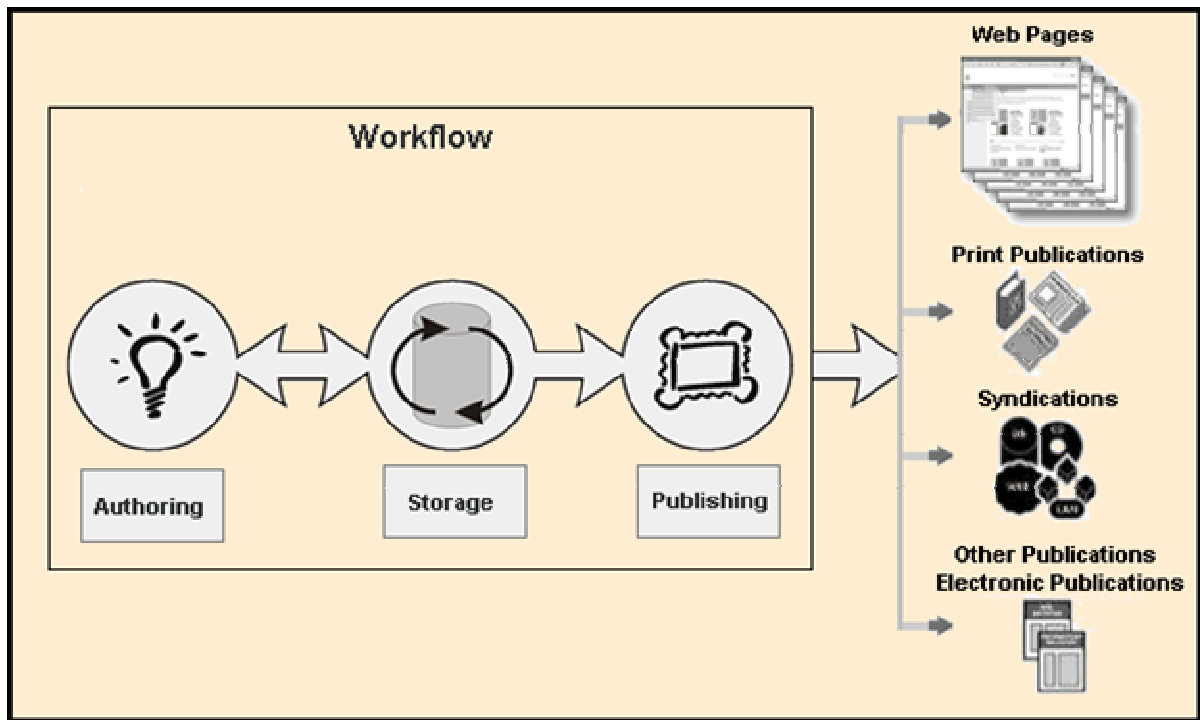 Web Pages
Workflow
Print Publications
Syndications
Authoring
Storage
Publishing
Other Publications
Electronic Publications